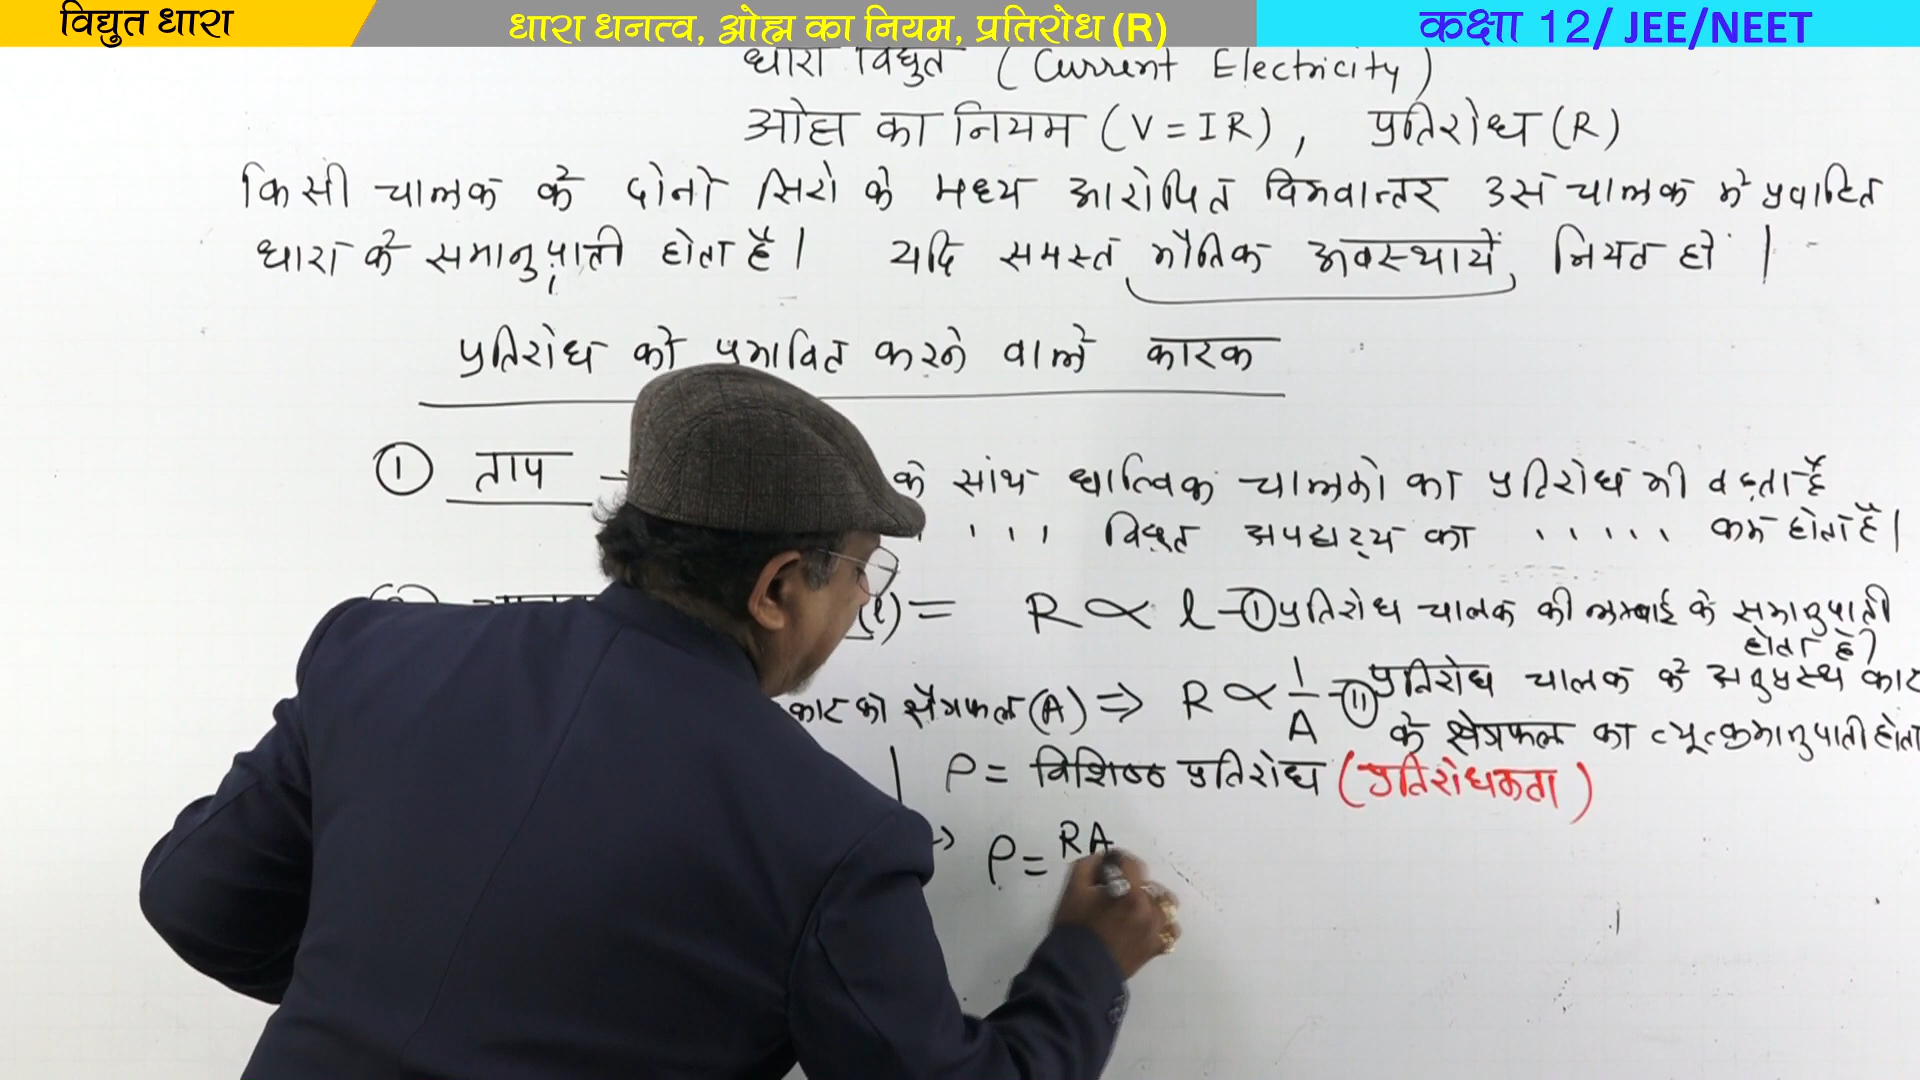 विद्युत धारा
धारा धनत्व, ओह्म का नियम, प्रतिरोध (R)
कक्षा 12/ JEE/NEET
धारा विद्युत (Current Electricity)
ओह्म का नियम (V=IR), प्रतिरोध (R)
किसी चालक के दोनो सिरो के मध्य आरोपित विभवान्तर उस चालक मे प्रवाहित
धारा के समानुपाती होता है। यदि समस्त भौतिक अवस्थायें नियत हो।
प्रतिरोध को प्रभावित करने वाले कारक
① ताप → के साथ धात्विक चालको का प्रतिरोध भी बढ़ता है
विद्युत अपघट्य का ..... कम होता है।
(l) = R ∝ l —① प्रतिरोध चालक की लम्बाई के समानुपाती
होता है।
काट का क्षेत्रफल (A) ⇒ R ∝ 1/A —⑪ प्रतिरोध चालक के अनुप्रस्थ काट
के क्षेत्रफल का व्युत्क्रमानुपाती होता
ρ = विशिष्ठ प्रतिरोध (प्रतिरोधकता)
⇒ ρ = RA